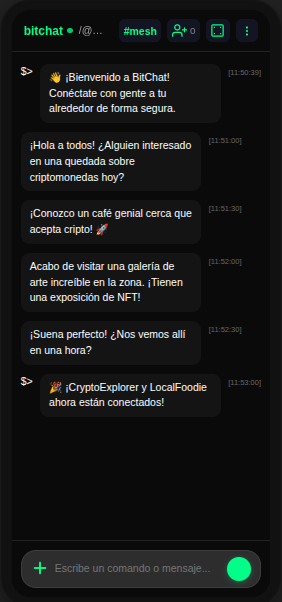 bitchat /@... #mesh 0
$> 👋 ¡Bienvenido a BitChat! [11:50:39]
Conéctate con gente a tu
alrededor de forma segura.
¡Hola a todos! ¿Alguien interesado [11:51:00]
en una quedada sobre
criptomonedas hoy?
¡Conozco un café genial cerca que [11:51:30]
acepta cripto! 🚀
Acabo de visitar una galería de [11:52:00]
arte increíble en la zona. ¡Tienen
una exposición de NFT!
¡Suena perfecto! ¿Nos vemos allí [11:52:30]
en una hora?
$> 🎉 ¡CryptoExplorer y LocalFoodie [11:53:00]
ahora están conectados!
Escribe un comando o mensaje...